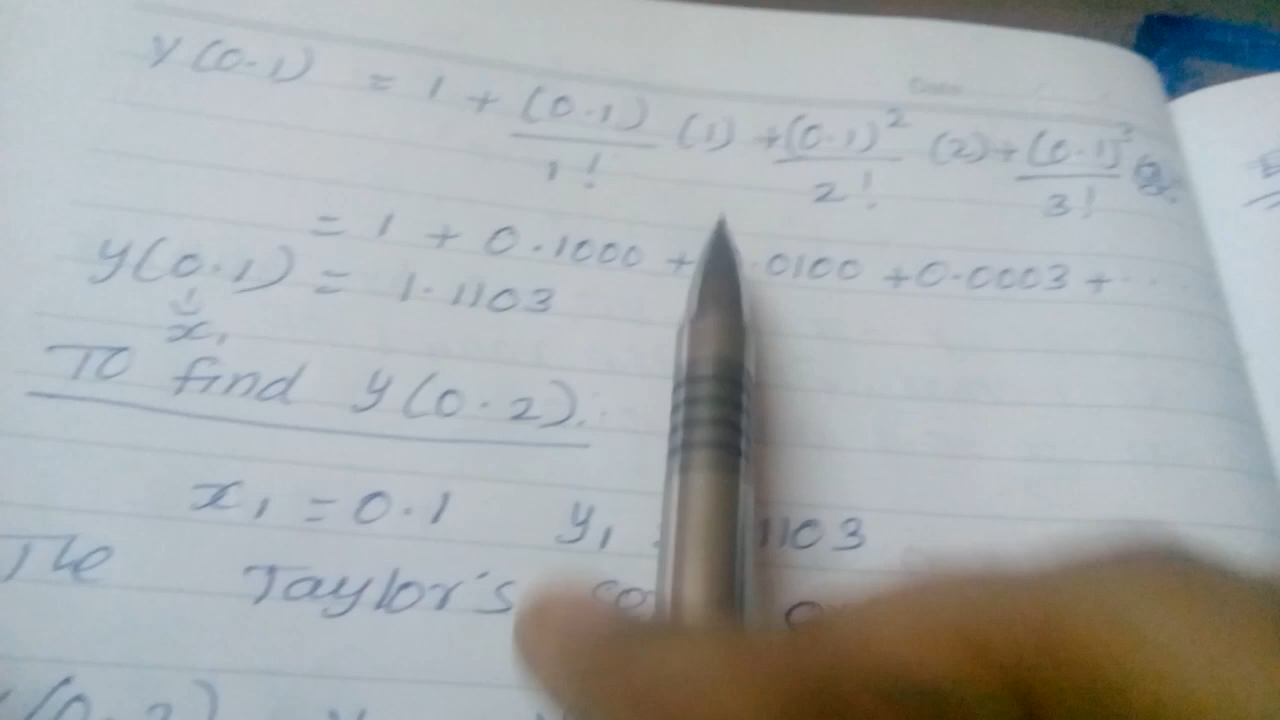 Date
y(0.1) = 1 + (0.1)/1! (1) + (0.1)²/2! (2) + (0.1)³/3!
= 1 + 0.1000 + .0100 + 0.0003 + ...
y(0.1) = 1.1103
↓
x₁
To find y(0.2).
x₁ = 0.1 y₁ 1103
The Taylor's
(0.2)